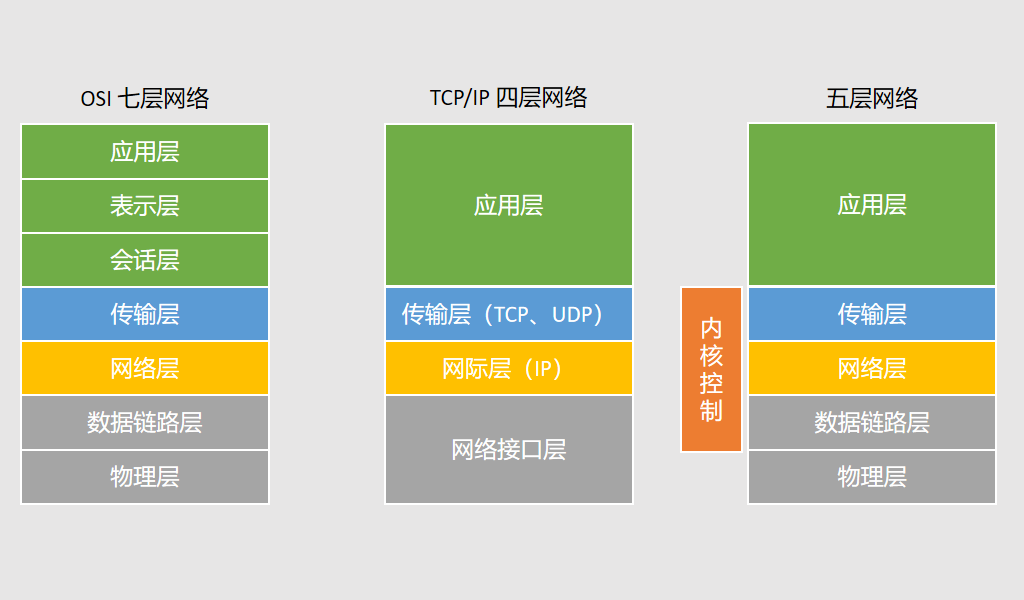 OSI 七层网络
应用层
表示层
会话层
传输层
网络层
数据链路层
物理层
TCP/IP 四层网络
应用层
传输层（TCP、UDP）
网际层（IP）
网络接口层
内
核
控
制
五层网络
应用层
传输层
网络层
数据链路层
物理层